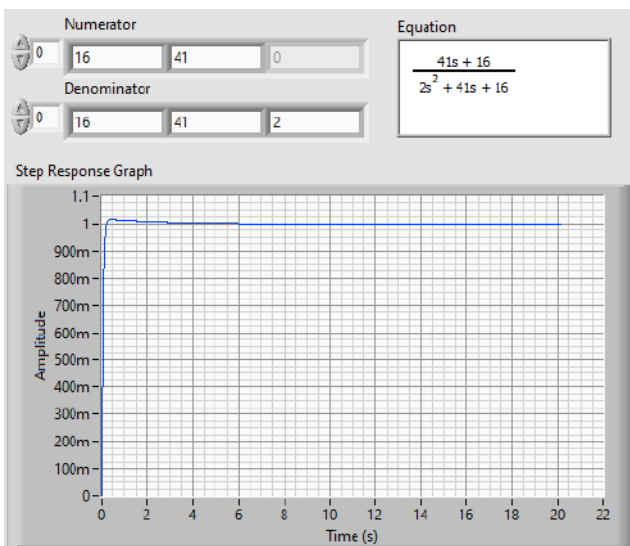 Numerator
0 16 41 0
Denominator
0 16 41 2
Equation
41s + 16
2s² + 41s + 16
Step Response Graph
Amplitude
1.1
1
900m
800m
700m
600m
500m
400m
300m
200m
100m
0
0 2 4 6 8 10 12 14 16 18 20 22
Time (s)